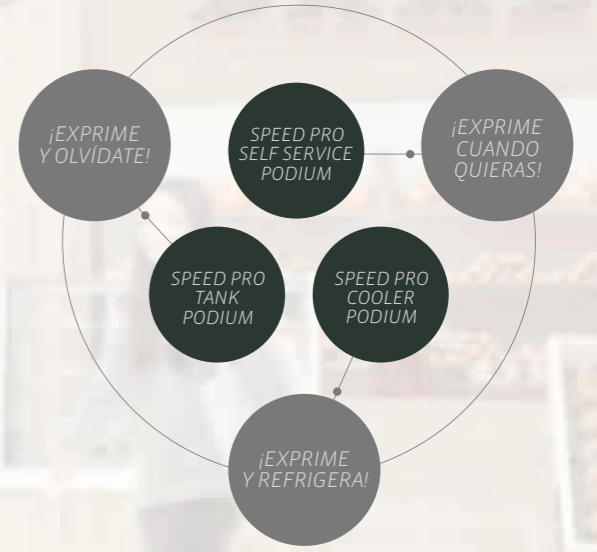 ¡EXPRIME
Y OLVÍDATE!
SPEED PRO
SELF SERVICE
PODIUM
¡EXPRIME
CUANDO
QUIERAS!
SPEED PRO
TANK
PODIUM
SPEED PRO
COOLER
PODIUM
¡EXPRIME
Y REFRIGERA!